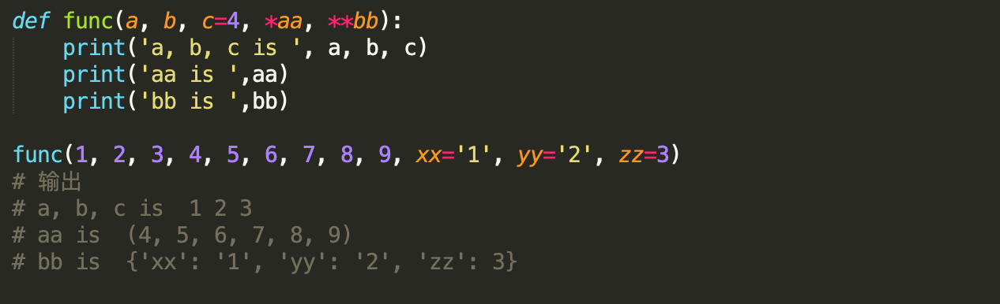 def func(a, b, c=4, *aa, **bb):
    print('a, b, c is ', a, b, c)
    print('aa is ',aa)
    print('bb is ',bb)
func(1, 2, 3, 4, 5, 6, 7, 8, 9, xx='1', yy='2', zz=3)
# 输出
# a, b, c is  1 2 3
# aa is  (4, 5, 6, 7, 8, 9)
# bb is  {'xx': '1', 'yy': '2', 'zz': 3}